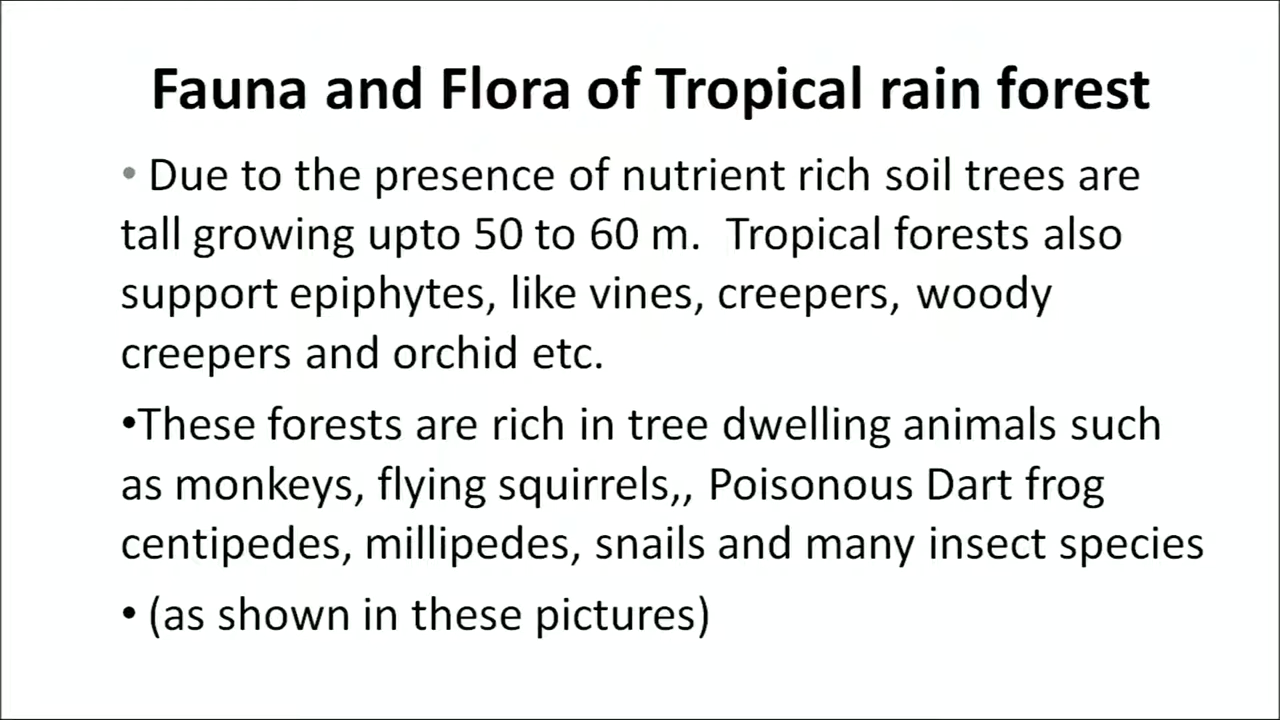 Fauna and Flora of Tropical rain forest
• Due to the presence of nutrient rich soil trees are
tall growing upto 50 to 60 m.  Tropical forests also
support epiphytes, like vines, creepers, woody
creepers and orchid etc.
•These forests are rich in tree dwelling animals such
as monkeys, flying squirrels,, Poisonous Dart frog
centipedes, millipedes, snails and many insect species
• (as shown in these pictures)